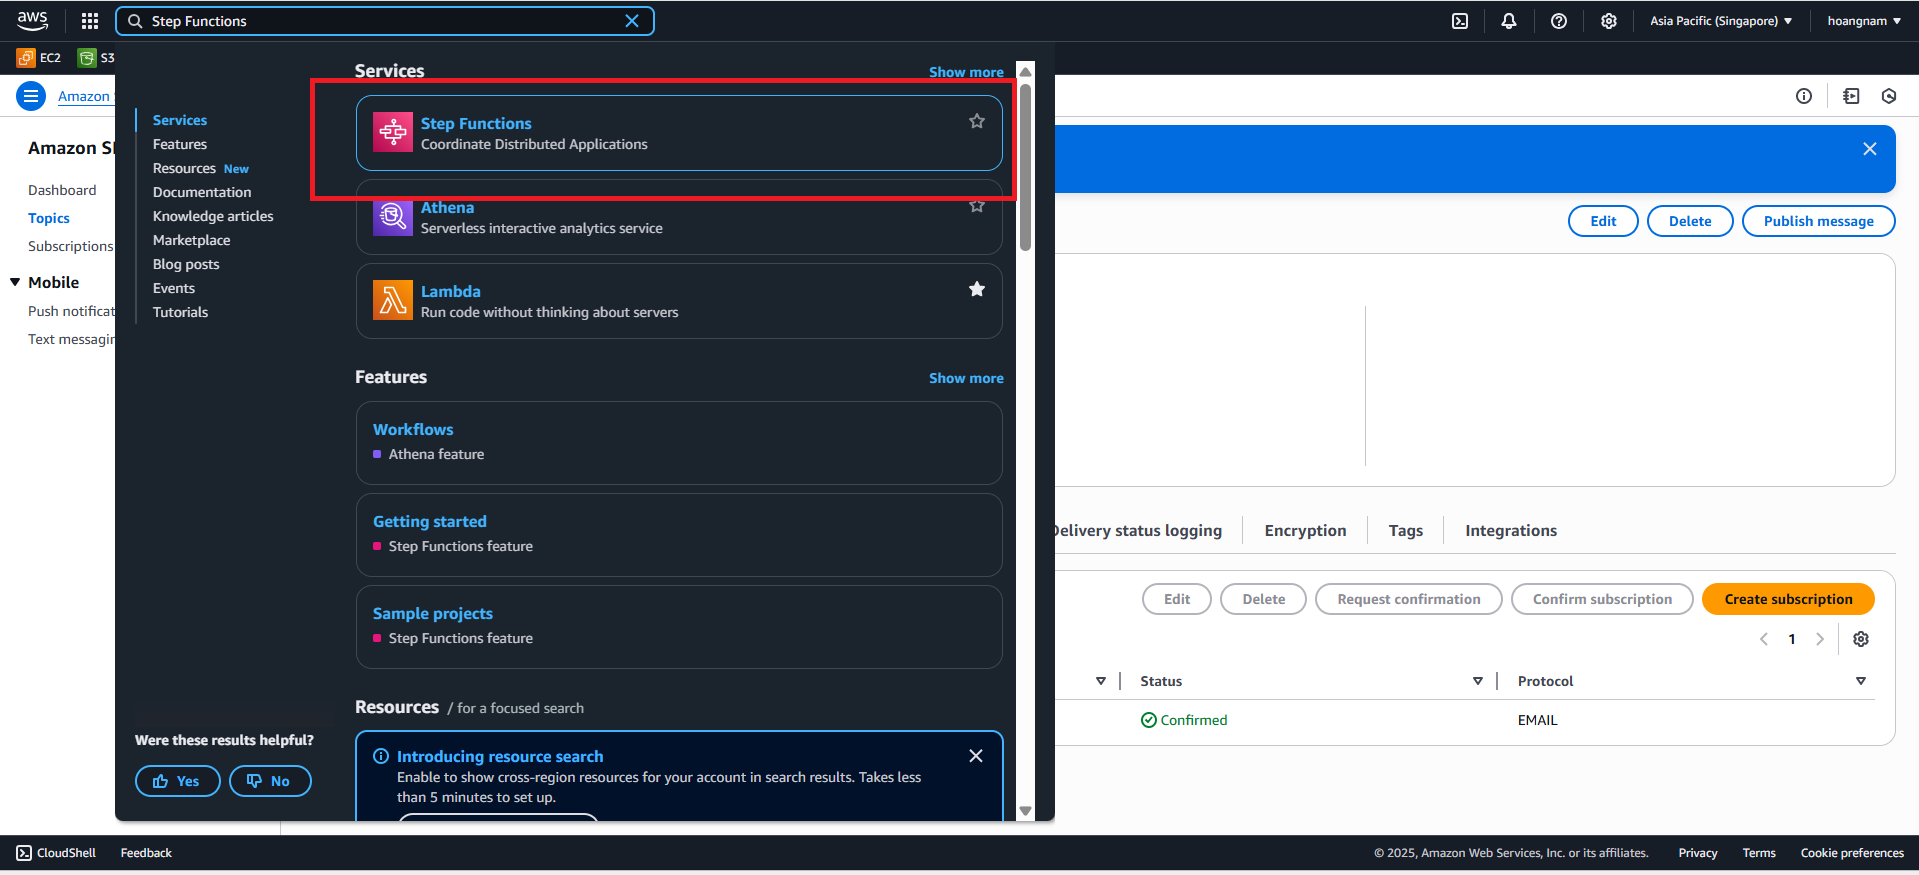 aws
Step Functions
Asia Pacific (Singapore)
hoangnam
EC2
S3
Amazon
Amazon
Dashboard
Topics
Subscriptions
Mobile
Push notificat
Text messagin
Services
Features
Resources New
Documentation
Knowledge articles
Marketplace
Blog posts
Events
Tutorials
Were these results helpful?
Yes
No
Services
Show more
Step Functions
Coordinate Distributed Applications
Athena
Serverless interactive analytics service
Lambda
Run code without thinking about servers
Features
Show more
Workflows
Athena feature
Getting started
Step Functions feature
Sample projects
Step Functions feature
Resources / for a focused search
Introducing resource search
Enable to show cross-region resources for your account in search results. Takes less
than 5 minutes to set up.
Edit
Delete
Publish message
Delivery status logging
Encryption
Tags
Integrations
Edit
Delete
Request confirmation
Confirm subscription
Create subscription
1
Status
Protocol
Confirmed
EMAIL
CloudShell
Feedback
© 2025, Amazon Web Services, Inc. or its affiliates.
Privacy
Terms
Cookie preferences